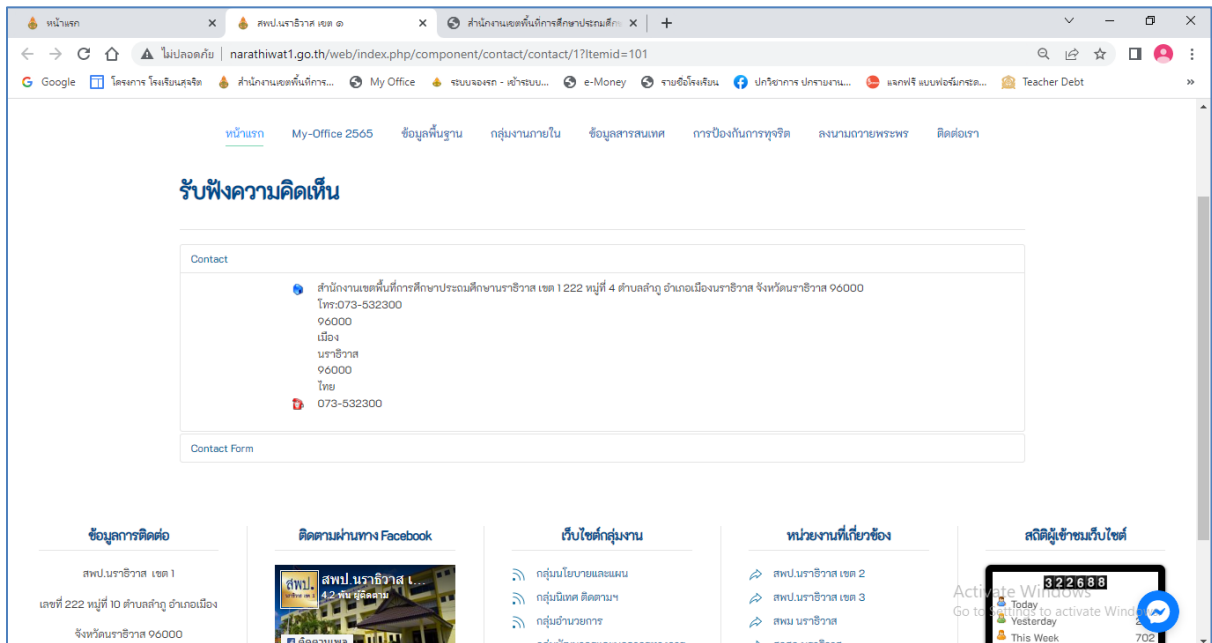 หน้าแรก
สพป.นราธิวาส เขต ๑
สำนักงานเขตพื้นที่การศึกษาประถมศึก
ไม่ปลอดภัย | narathiwat1.go.th/web/index.php/component/contact/contact/1?Itemid=101
Google โครงการ โรงเรียนสุจริต สำนักงานเขตพื้นที่การ... My Office ระบบจองรถ - เข้าระบบ... e-Money รายชื่อโรงเรียน ปกวิชาการ ปกรายงาน... แจกฟรี แบบฟอร์มกระด... Teacher Debt »
หน้าแรก My-Office 2565 ข้อมูลพื้นฐาน กลุ่มงานภายใน ข้อมูลสารสนเทศ การป้องกันการทุจริต ลงนามถวายพระพร ติดต่อเรา
รับฟังความคิดเห็น
Contact
สำนักงานเขตพื้นที่การศึกษาประถมศึกษานราธิวาส เขต 1 222 หมู่ที่ 4 ตำบลลำภู อำเภอเมืองนราธิวาส จังหวัดนราธิวาส 96000
โทร:073-532300
96000
เมือง
นราธิวาส
96000
ไทย
073-532300
Contact Form
ข้อมูลการติดต่อ
สพป.นราธิวาส เขต 1
เลขที่ 222 หมู่ที่ 10 ตำบลลำภู อำเภอเมือง
จังหวัดนราธิวาส 96000
ติดตามผ่านทาง Facebook
สพป.
สพป.นราธิวาส เ...
4.2 พัน ผู้ติดตาม
ติดตามเพจ
เว็บไซต์กลุ่มงาน
กลุ่มนโยบายและแผน
กลุ่มนิเทศ ติดตามฯ
กลุ่มอำนวยการ
หน่วยงานที่เกี่ยวข้อง
สพป.นราธิวาส เขต 2
สพป.นราธิวาส เขต 3
สพม นราธิวาส
สถิติผู้เข้าชมเว็บไซต์
322688
Today
Yesterday
This Week 702
Activate Windows
Go to Settings to activate Windows